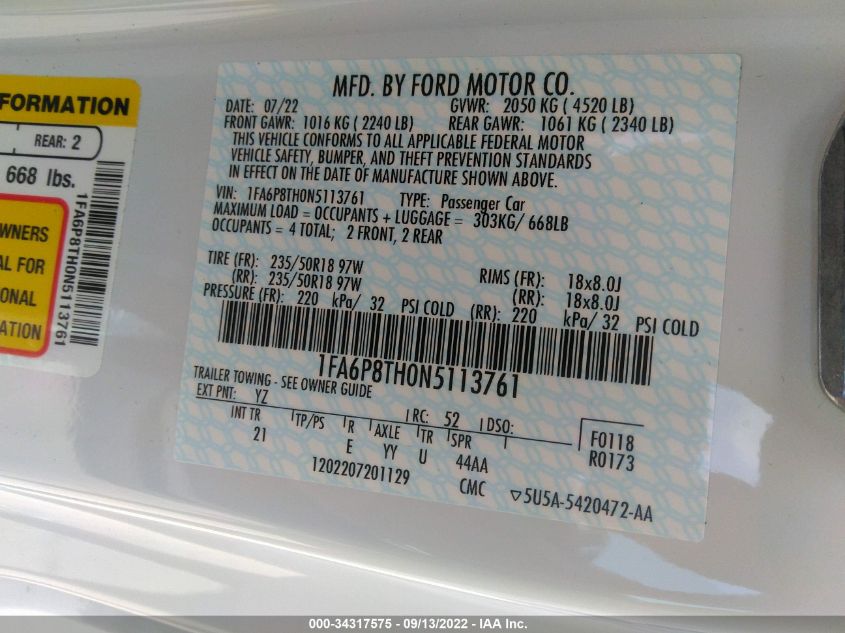 FORMATION
REAR: 2
668 lbs.
WNERS
AL FOR
ONAL
ATION
1FA6P8TH0N5113761
MFD. BY FORD MOTOR CO.
DATE: 07/22 GVWR: 2050 KG ( 4520 LB)
FRONT GAWR: 1016 KG ( 2240 LB) REAR GAWR: 1061 KG ( 2340 LB)
THIS VEHICLE CONFORMS TO ALL APPLICABLE FEDERAL MOTOR
VEHICLE SAFETY, BUMPER, AND THEFT PREVENTION STANDARDS
IN EFFECT ON THE DATE OF MANUFACTURE SHOWN ABOVE.
VIN: 1FA6P8TH0N5113761 TYPE: Passenger Car
MAXIMUM LOAD = OCCUPANTS + LUGGAGE = 303KG/ 668LB
OCCUPANTS = 4 TOTAL; 2 FRONT, 2 REAR
TIRE (FR): 235/50R18 97W RIMS (FR): 18x8.0J
(RR): 235/50R18 97W (RR): 18x8.0J
PRESSURE (FR): 220 kPa/ 32 PSI COLD (RR): 220 kPa/ 32 PSI COLD
1FA6P8TH0N5113761
TRAILER TOWING - SEE OWNER GUIDE
EXT PNT: YZ RC: 52 DSO: F0118
INT TR TP/PS R AXLE TR SPR R0173
21 E YY U 44AA
1202207201129 CMC ▽5U5A-5420472-AA
000-34317575 - 09/13/2022 - IAA Inc.